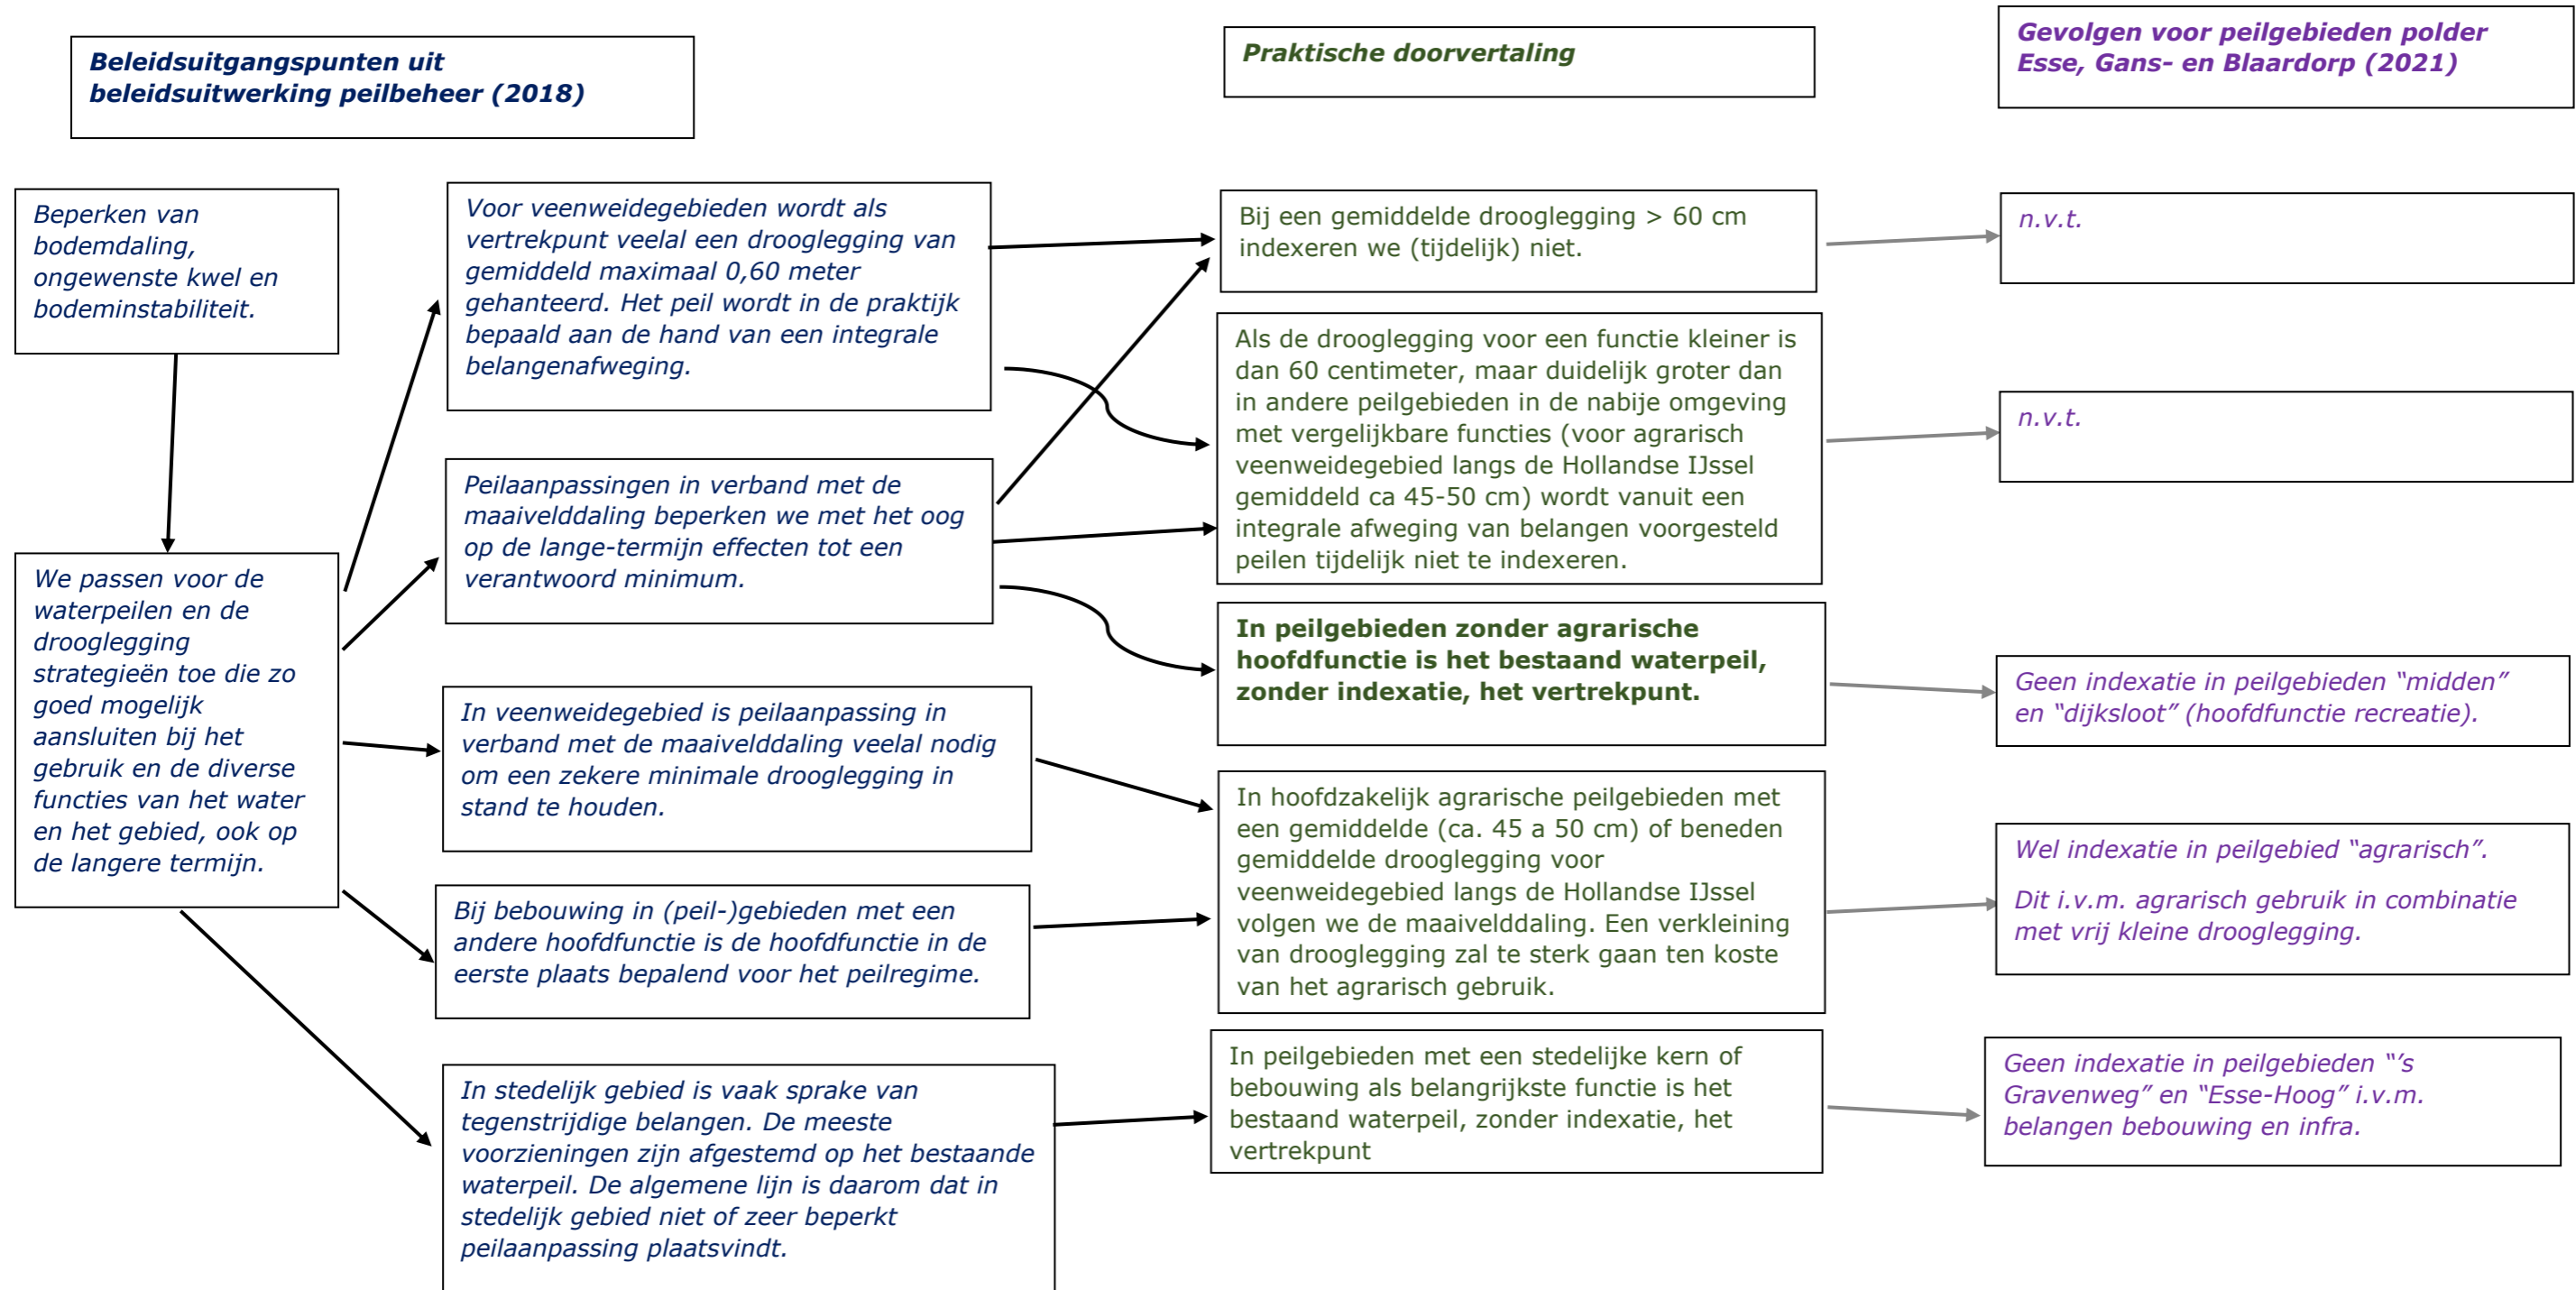 Beleidsuitgangspunten uit
beleidsuitwerking peilbeheer (2018)
Praktische doorvertaling
Gevolgen voor peilgebieden polder
Esse, Gans- en Blaardorp (2021)
Beperken van
bodemdaling,
ongewenste kwel en
bodeminstabiliteit.
We passen voor de
waterpeilen en de
drooglegging
strategieën toe die zo
goed mogelijk
aansluiten bij het
gebruik en de diverse
functies van het water
en het gebied, ook op
de langere termijn.
Voor veenweidegebieden wordt als
vertrekpunt veelal een drooglegging van
gemiddeld maximaal 0,60 meter
gehanteerd. Het peil wordt in de praktijk
bepaald aan de hand van een integrale
belangenafweging.
Peilaanpassingen in verband met de
maaivelddaling beperken we met het oog
op de lange-termijn effecten tot een
verantwoord minimum.
In veenweidegebied is peilaanpassing in
verband met de maaivelddaling veelal nodig
om een zekere minimale drooglegging in
stand te houden.
Bij bebouwing in (peil-)gebieden met een
andere hoofdfunctie is de hoofdfunctie in de
eerste plaats bepalend voor het peilregime.
In stedelijk gebied is vaak sprake van
tegenstrijdige belangen. De meeste
voorzieningen zijn afgestemd op het bestaande
waterpeil. De algemene lijn is daarom dat in
stedelijk gebied niet of zeer beperkt
peilaanpassing plaatsvindt.
Bij een gemiddelde drooglegging > 60 cm
indexeren we (tijdelijk) niet.
Als de drooglegging voor een functie kleiner is
dan 60 centimeter, maar duidelijk groter dan
in andere peilgebieden in de nabije omgeving
met vergelijkbare functies (voor agrarisch
veenweidegebied langs de Hollandse IJssel
gemiddeld ca 45-50 cm) wordt vanuit een
integrale afweging van belangen voorgesteld
peilen tijdelijk niet te indexeren.
In peilgebieden zonder agrarische
hoofdfunctie is het bestaand waterpeil,
zonder indexatie, het vertrekpunt.
In hoofdzakelijk agrarische peilgebieden met
een gemiddelde (ca. 45 a 50 cm) of beneden
gemiddelde drooglegging voor
veenweidegebied langs de Hollandse IJssel
volgen we de maaivelddaling. Een verkleining
van drooglegging zal te sterk gaan ten koste
van het agrarisch gebruik.
In peilgebieden met een stedelijke kern of
bebouwing als belangrijkste functie is het
bestaand waterpeil, zonder indexatie, het
vertrekpunt
n.v.t.
n.v.t.
Geen indexatie in peilgebieden “midden”
en “dijksloot” (hoofdfunctie recreatie).
Wel indexatie in peilgebied “agrarisch”.
Dit i.v.m. agrarisch gebruik in combinatie
met vrij kleine drooglegging.
Geen indexatie in peilgebieden “’s
Gravenweg” en “Esse-Hoog” i.v.m.
belangen bebouwing en infra.